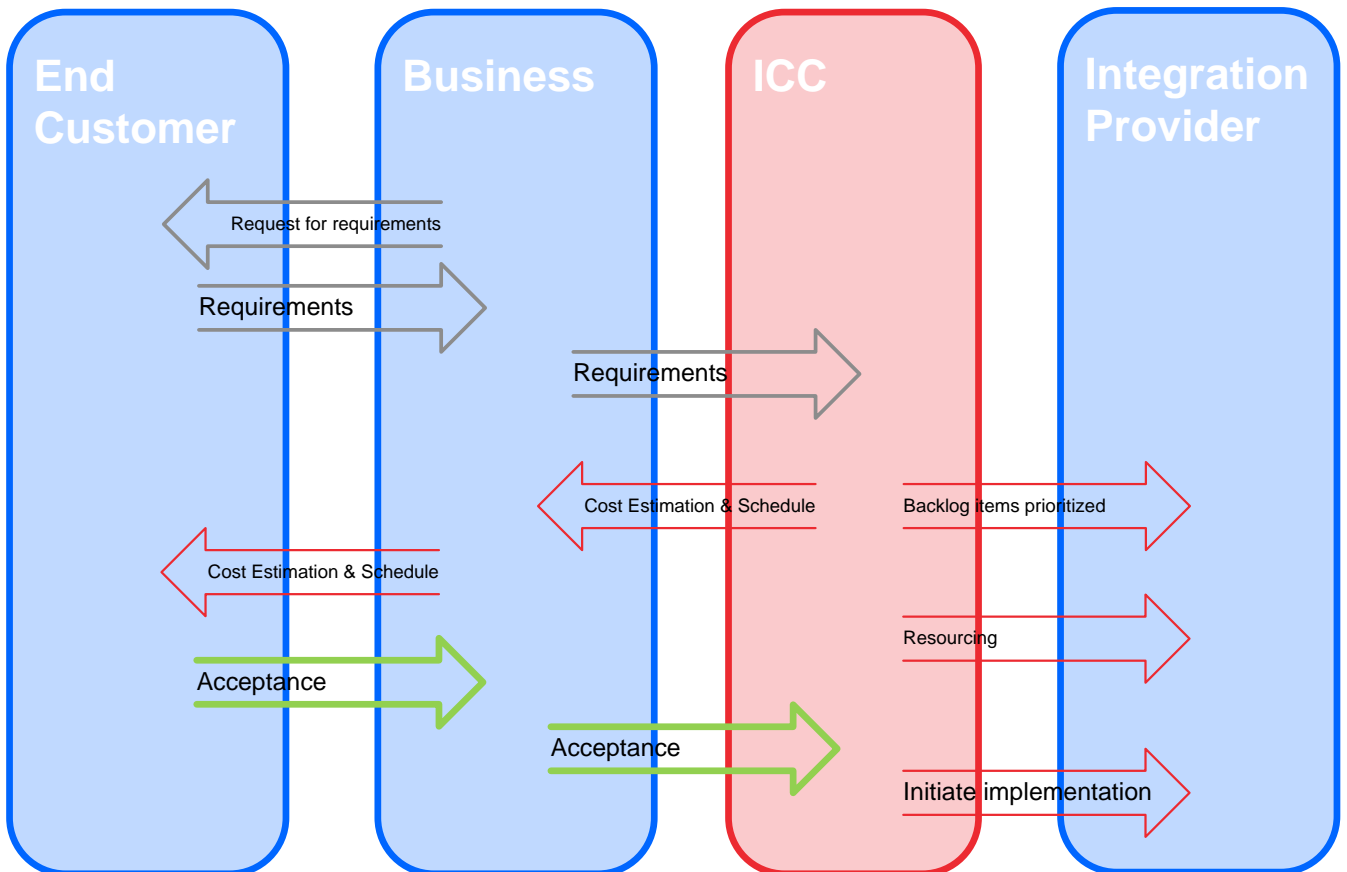 End
Customer
Business
ICC
Integration
Provider
Request for requirements
Requirements
Requirements
Cost Estimation & Schedule
Backlog items prioritized
Cost Estimation & Schedule
Resourcing
Acceptance
Acceptance
Initiate implementation